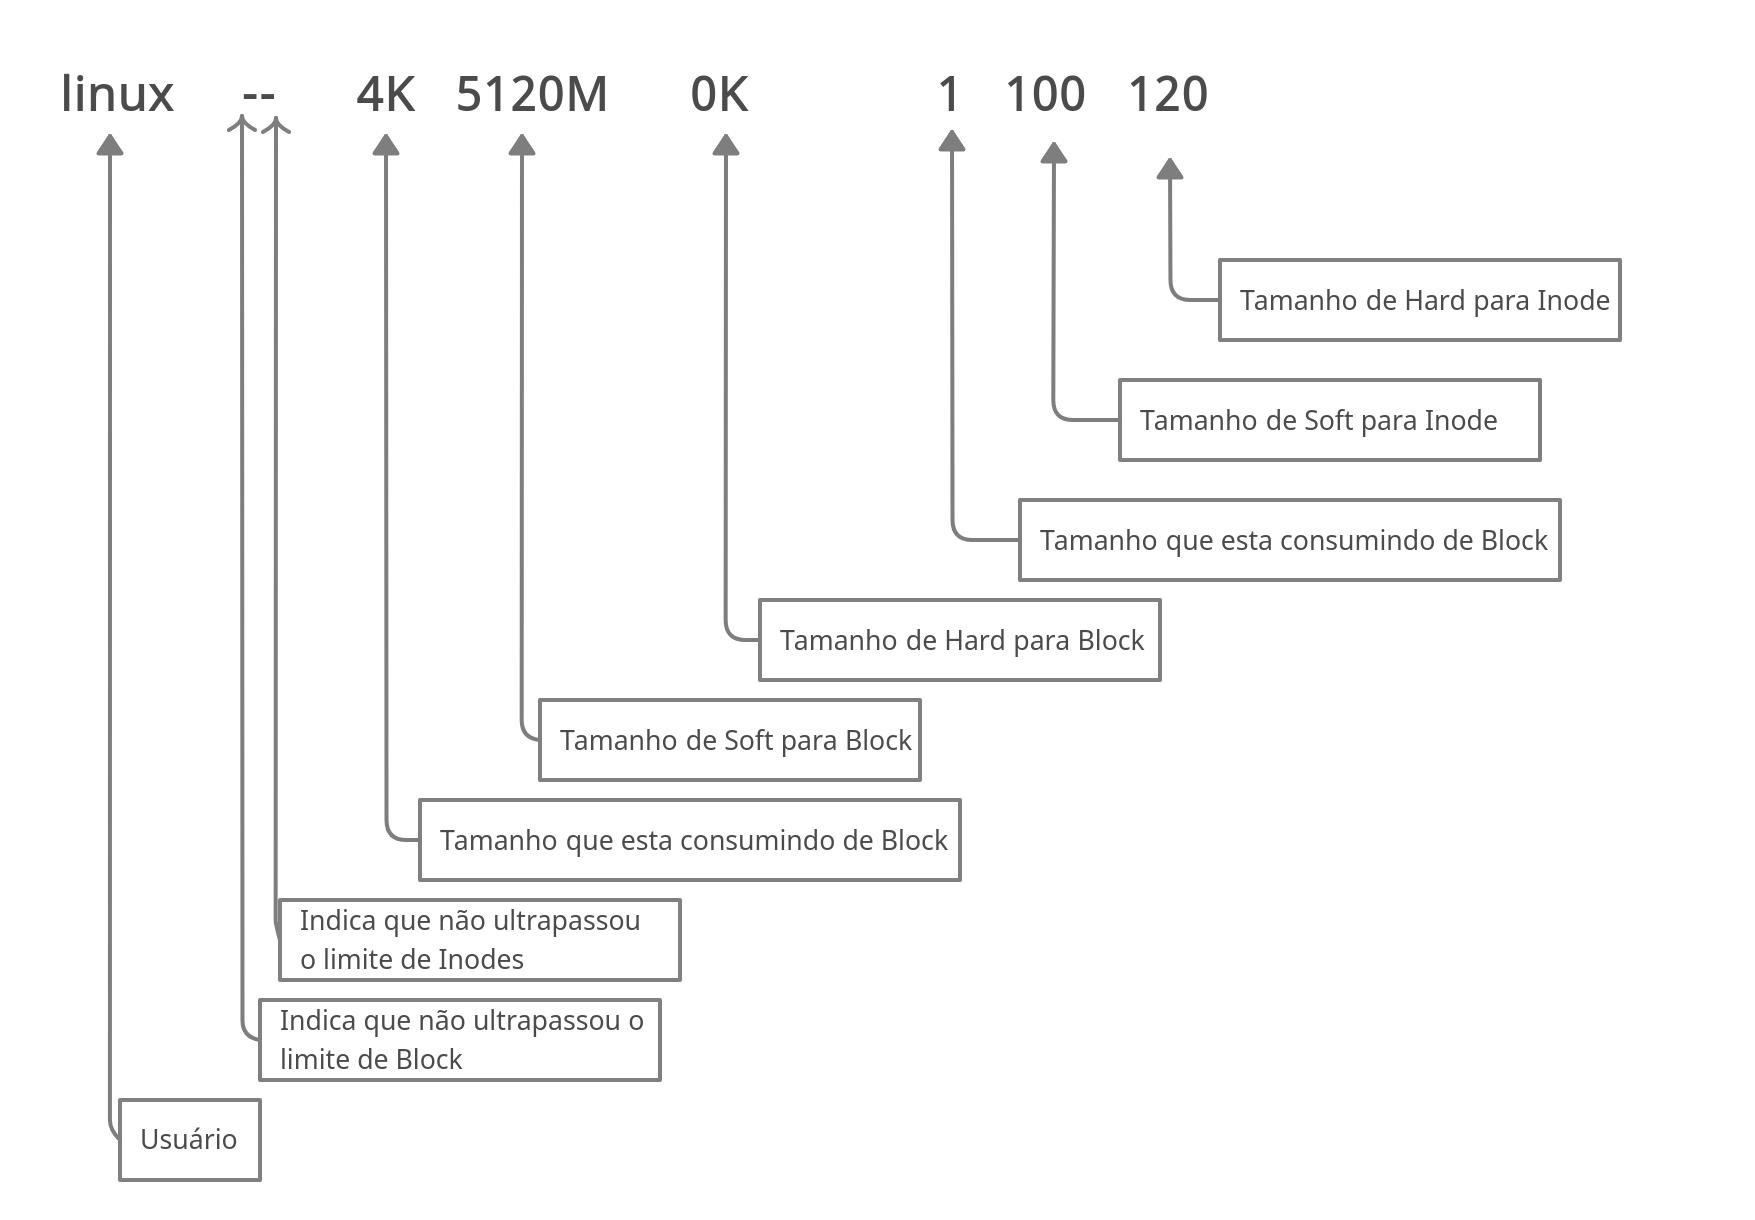 linux -- 4K 5120M 0K 1 100 120
Tamanho de Hard para Inode
Tamanho de Soft para Inode
Tamanho que esta consumindo de Block
Tamanho de Hard para Block
Tamanho de Soft para Block
Tamanho que esta consumindo de Block
Indica que não ultrapassou
o limite de Inodes
Indica que não ultrapassou o
limite de Block
Usuário